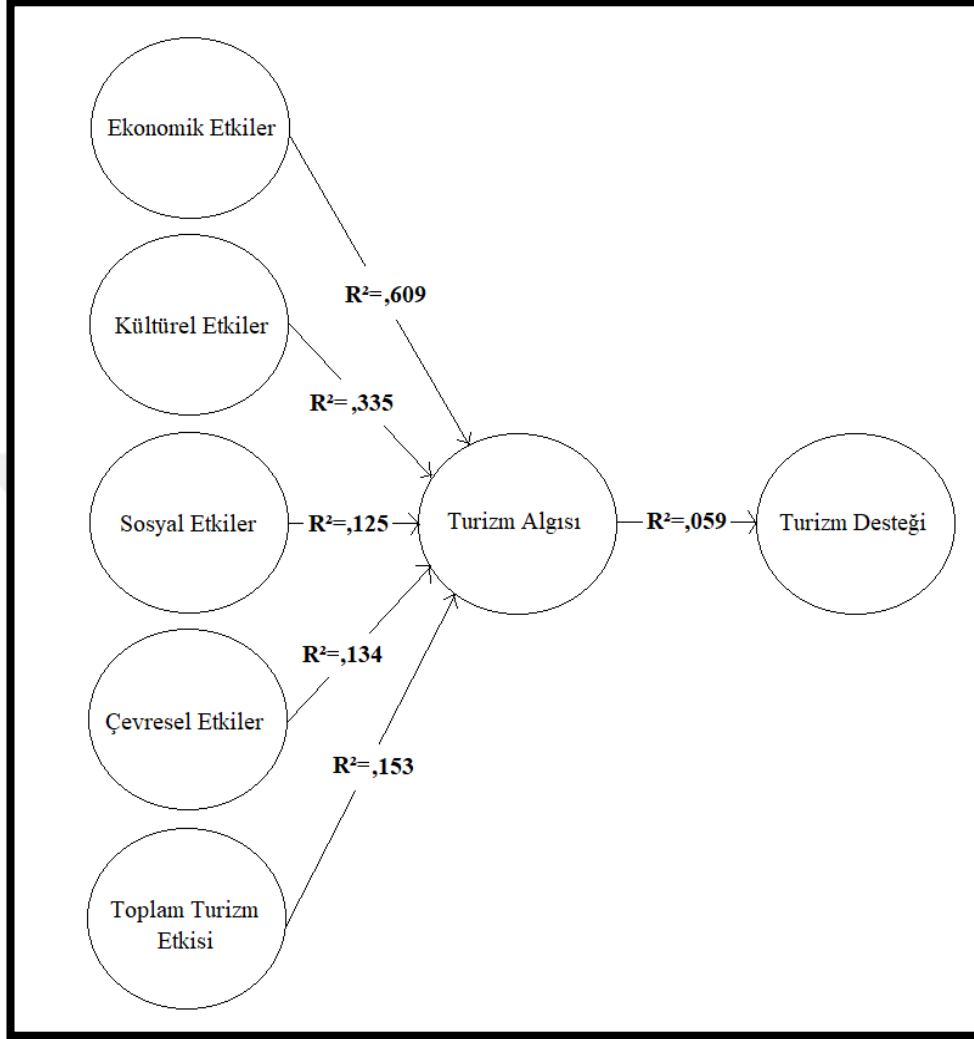 Ekonomik Etkiler
R²=,609
Kültürel Etkiler
R²=,335
Sosyal Etkiler
R²=,125
Turizm Algısı
R²=,059
Turizm Desteği
R²=,134
Çevresel Etkiler
R²=,153
Toplam Turizm
Etkisi